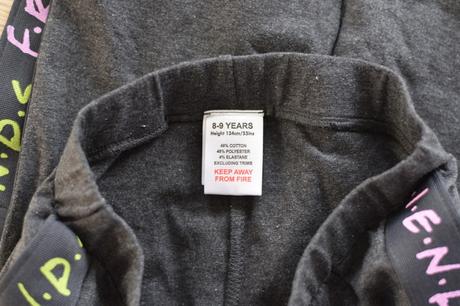 8-9 YEARS
Height 134cm/53ins
48% COTTON
48% POLYESTER
4% ELASTANE
EXCLUDING TRIMS
KEEP AWAY
FROM FIRE
F.R
N.D.S
N.D.S
I.E.N.D